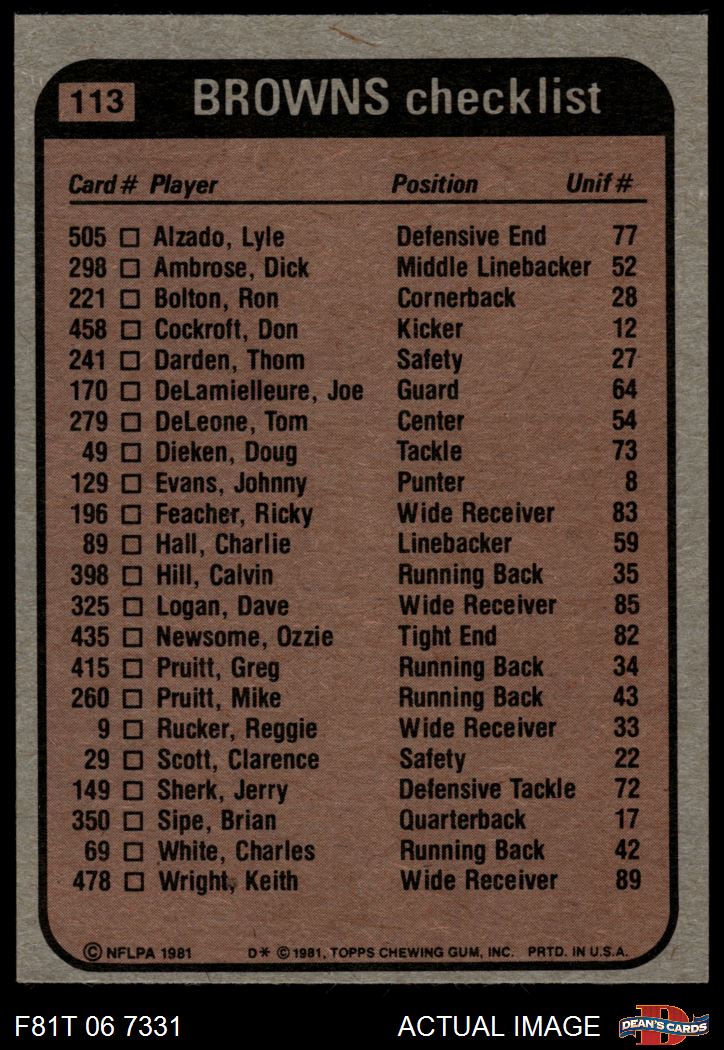 113 BROWNS checklist
Card # Player Position Unif #
505 □ Alzado, Lyle Defensive End 77
298 □ Ambrose, Dick Middle Linebacker 52
221 □ Bolton, Ron Cornerback 28
458 □ Cockroft, Don Kicker 12
241 □ Darden, Thom Safety 27
170 □ DeLamielleure, Joe Guard 64
279 □ DeLeone, Tom Center 54
49 □ Dieken, Doug Tackle 73
129 □ Evans, Johnny Punter 8
196 □ Feacher, Ricky Wide Receiver 83
89 □ Hall, Charlie Linebacker 59
398 □ Hill, Calvin Running Back 35
325 □ Logan, Dave Wide Receiver 85
435 □ Newsome, Ozzie Tight End 82
415 □ Pruitt, Greg Running Back 34
260 □ Pruitt, Mike Running Back 43
9 □ Rucker, Reggie Wide Receiver 33
29 □ Scott, Clarence Safety 22
149 □ Sherk, Jerry Defensive Tackle 72
350 □ Sipe, Brian Quarterback 17
69 □ White, Charles Running Back 42
478 □ Wright, Keith Wide Receiver 89
© NFLPA 1981 D* © 1981, TOPPS CHEWING GUM, INC. PRTD. IN U.S.A.
F81T 06 7331 ACTUAL IMAGE D DEAN'S CARDS